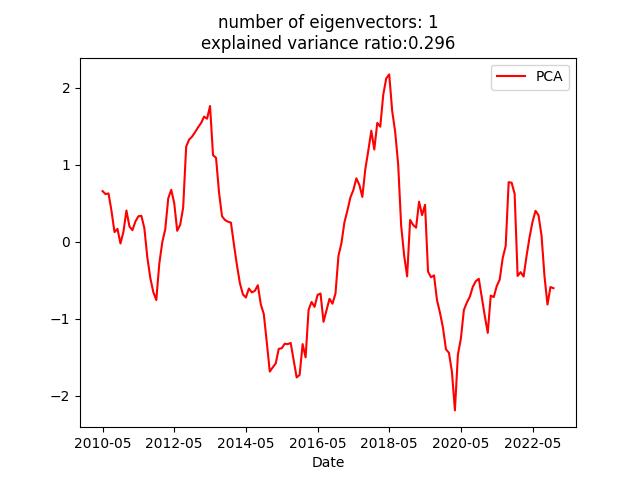 number of eigenvectors: 1
explained variance ratio:0.296
PCA
2
1
0
−1
−2
2010-05 2012-05 2014-05 2016-05 2018-05 2020-05 2022-05
Date